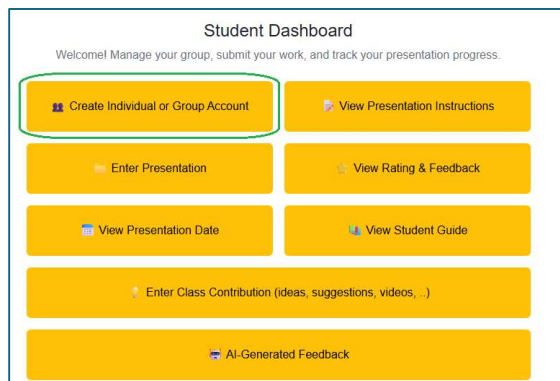 Student Dashboard
Welcome! Manage your group, submit your work, and track your presentation progress.
Create Individual or Group Account
View Presentation Instructions
Enter Presentation
View Rating & Feedback
View Presentation Date
View Student Guide
Enter Class Contribution (ideas, suggestions, videos, ..)
AI-Generated Feedback